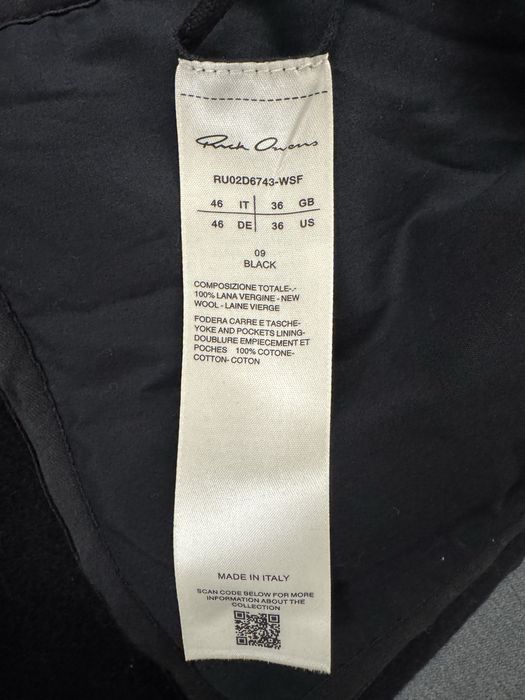 Rick Owens
RU02D6743-WSF
46 IT 36 GB
46 DE 36 US
09
BLACK
COMPOSIZIONE TOTALE-.-
100% LANA VERGINE - NEW
WOOL - LAINE VIERGE
FODERA CARRE E TASCHE-
YOKE AND POCKETS LINING-
DOUBLURE EMPIECEMENT ET
POCHES 100% COTONE-
COTTON- COTON
MADE IN ITALY
SCAN CODE BELOW FOR MORE
INFORMATION ABOUT THE
COLLECTION